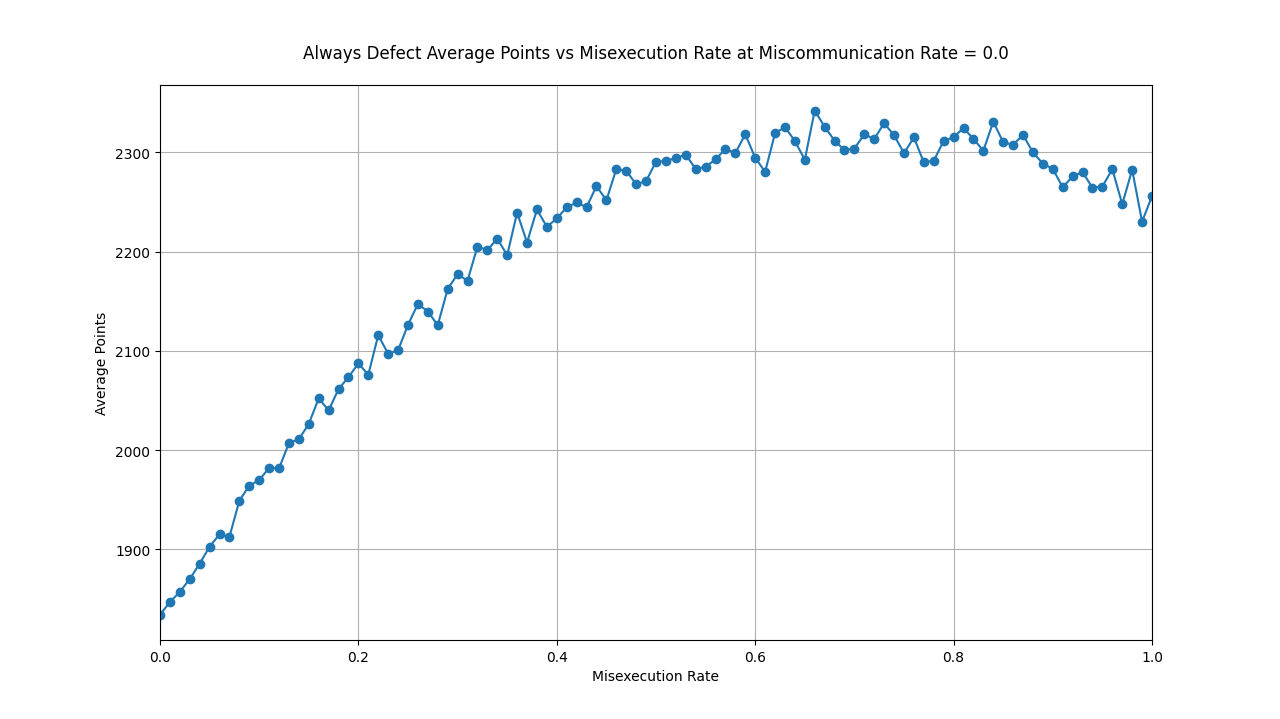 Always Defect Average Points vs Misexecution Rate at Miscommunication Rate = 0.0
Average Points
2300
2200
2100
2000
1900
0.0 0.2 0.4 0.6 0.8 1.0
Misexecution Rate